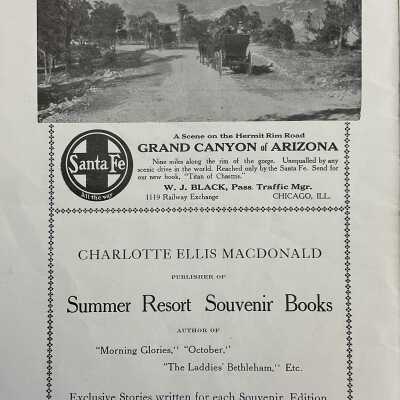 A Scene on the Hermit Rim Road
GRAND CANYON of ARIZONA
Santa Fe
all the way
Nine miles along the rim of the gorge. Unequalled by any
scenic drive in the world. Reached only by the Santa Fe. Send for
our new book, "Titan of Chasms."
W. J. BLACK, Pass. Traffic Mgr.
1119 Railway Exchange CHICAGO, ILL.
CHARLOTTE ELLIS MACDONALD
PUBLISHER OF
Summer Resort Souvenir Books
AUTHOR OF
"Morning Glories," "October,"
"The Laddies' Bethleham," Etc.
Exclusive Stories written for each Souvenir Edition